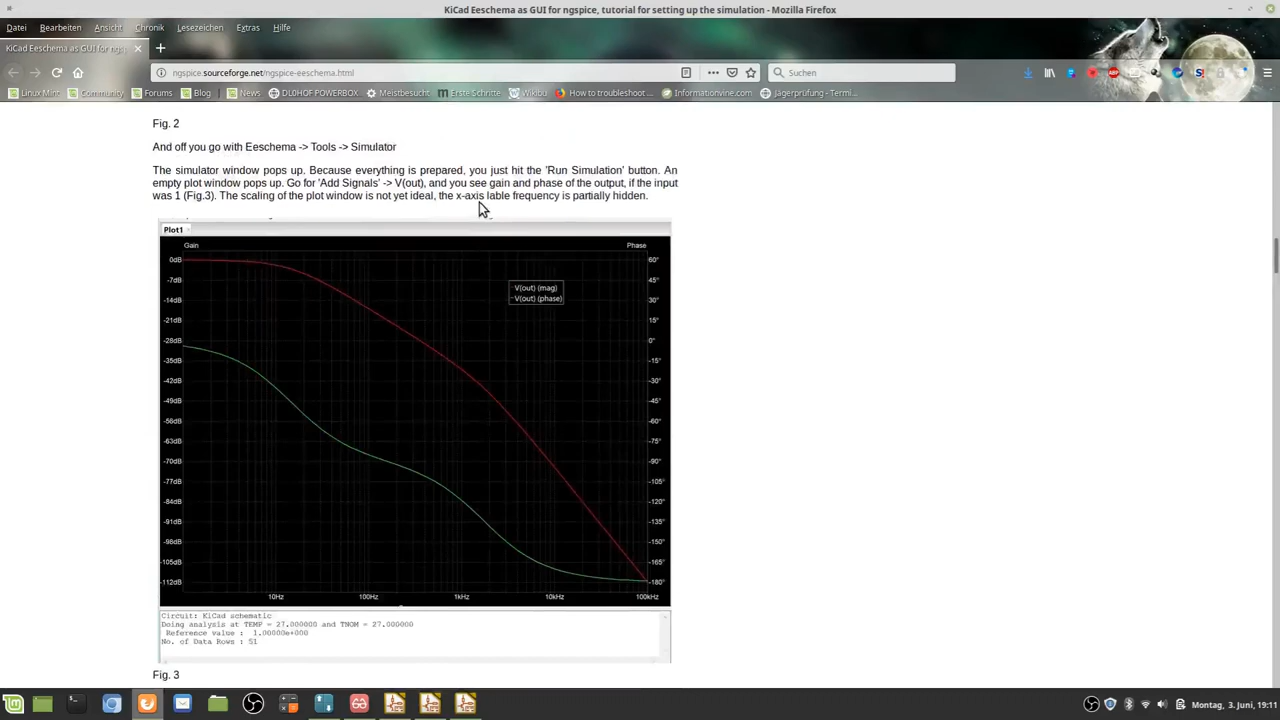 KiCad Eeschema as GUI for ngspice, tutorial for setting up the simulation - Mozilla Firefox
Datei Bearbeiten Ansicht Chronik Lesezeichen Extras Hilfe
KiCad Eeschema as GUI for ngs
ngspice.sourceforge.net/ngspice-eeschema.html
Suchen
Linux Mint Community Forums Blog News DL0HOF POWERBOX Meistbesucht Erste Schritte Wikibu How to troubleshoot ... Informationvine.com Jägerprüfung - Termi...
Fig. 2
And off you go with Eeschema -> Tools -> Simulator
The simulator window pops up. Because everything is prepared, you just hit the 'Run Simulation' button. An
empty plot window pops up. Go for 'Add Signals' -> V(out), and you see gain and phase of the output, if the input
was 1 (Fig.3). The scaling of the plot window is not yet ideal, the x-axis lable frequency is partially hidden.
Plot1
Gain Phase
0dB 60°
-7dB 45°
V(out) (mag)
V(out) (phase)
-14dB 30°
-21dB 15°
-28dB 0°
-35dB -15°
-42dB -30°
-49dB -45°
-56dB -60°
-63dB -75°
-70dB -90°
-77dB -105°
-84dB -120°
-91dB -135°
-98dB -150°
-105dB -165°
-112dB -180°
10Hz 100Hz 1kHz 10kHz 100kHz
Circuit: KiCad schematic
Doing analysis at TEMP = 27.000000 and TNOM = 27.000000
Reference value : 1.00000e+000
No. of Data Rows : 51
Fig. 3
Montag, 3. Juni, 19:11